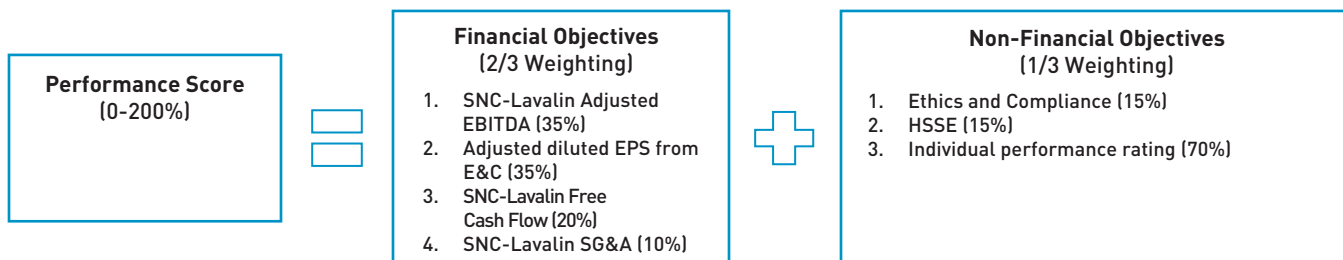 Performance Score
(0-200%)
Financial Objectives
(2/3 Weighting)
1. SNC-Lavalin Adjusted
EBITDA (35%)
2. Adjusted diluted EPS from
E&C (35%)
3. SNC-Lavalin Free
Cash Flow (20%)
4. SNC-Lavalin SG&A (10%)
Non-Financial Objectives
(1/3 Weighting)
1. Ethics and Compliance (15%)
2. HSSE (15%)
3. Individual performance rating (70%)